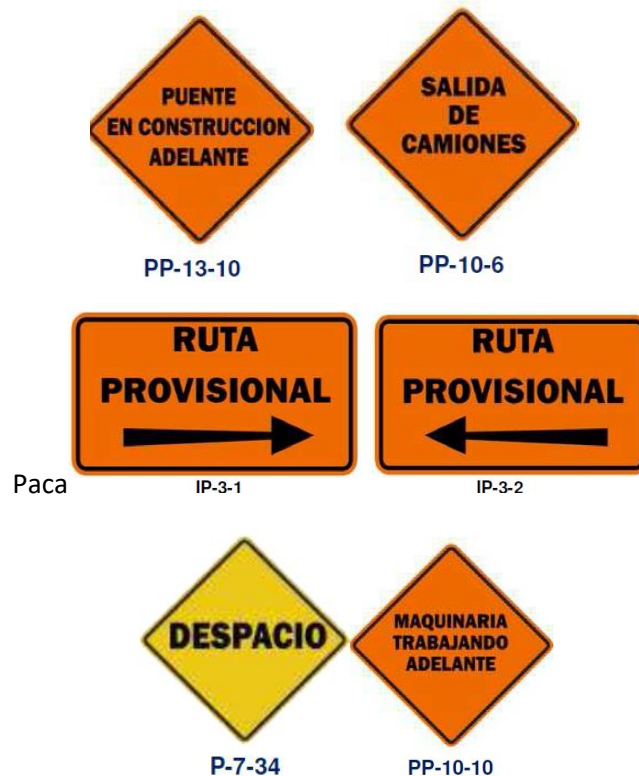 PUENTE
EN CONSTRUCCION
ADELANTE
PP-13-10
SALIDA
DE
CAMIONES
PP-10-6
RUTA
PROVISIONAL
IP-3-1
RUTA
PROVISIONAL
IP-3-2
Paca
DESPACIO
P-7-34
MAQUINARIA
TRABAJANDO
ADELANTE
PP-10-10